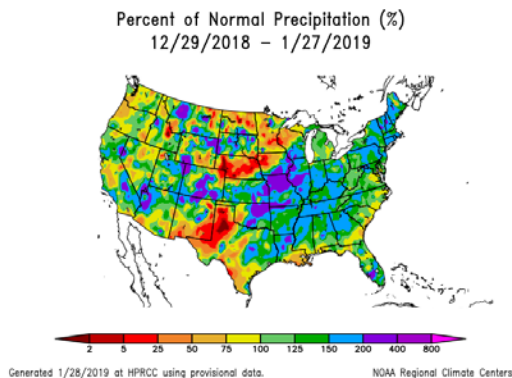 Percent of Normal Precipitation (%)
12/29/2018 – 1/27/2019
2 5 25 50 75 100 125 150 200 400 800
Generated 1/28/2019 at HPRCC using provisional data. NOAA Regional Climate Centers